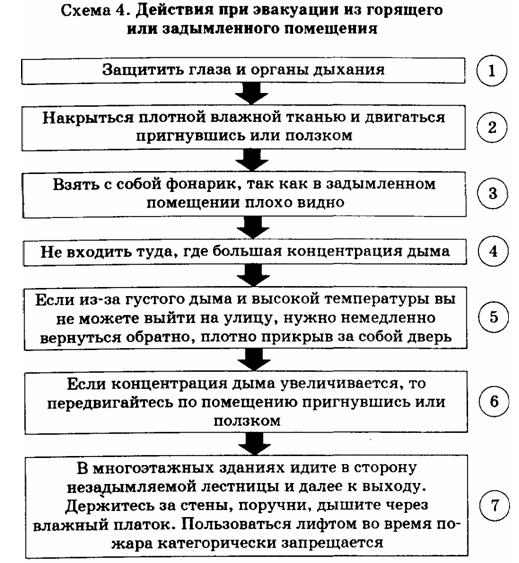 Схема 4. Действия при эвакуации из горящего
или задымленного помещения
Защитить глаза и органы дыхания
1
Накрыться плотной влажной тканью и двигаться
пригнувшись или ползком
2
Взять с собой фонарик, так как в задымленном
помещении плохо видно
3
Не входить туда, где большая концентрация дыма
4
Если из-за густого дыма и высокой температуры вы
не можете выйти на улицу, нужно немедленно
вернуться обратно, плотно прикрыв за собой дверь
5
Если концентрация дыма увеличивается, то
передвигайтесь по помещению пригнувшись или
ползком
6
В многоэтажных зданиях идите в сторону
незадымляемой лестницы и далее к выходу.
Держитесь за стены, поручни, дышите через
влажный платок. Пользоваться лифтом во время по-
жара категорически запрещается
7